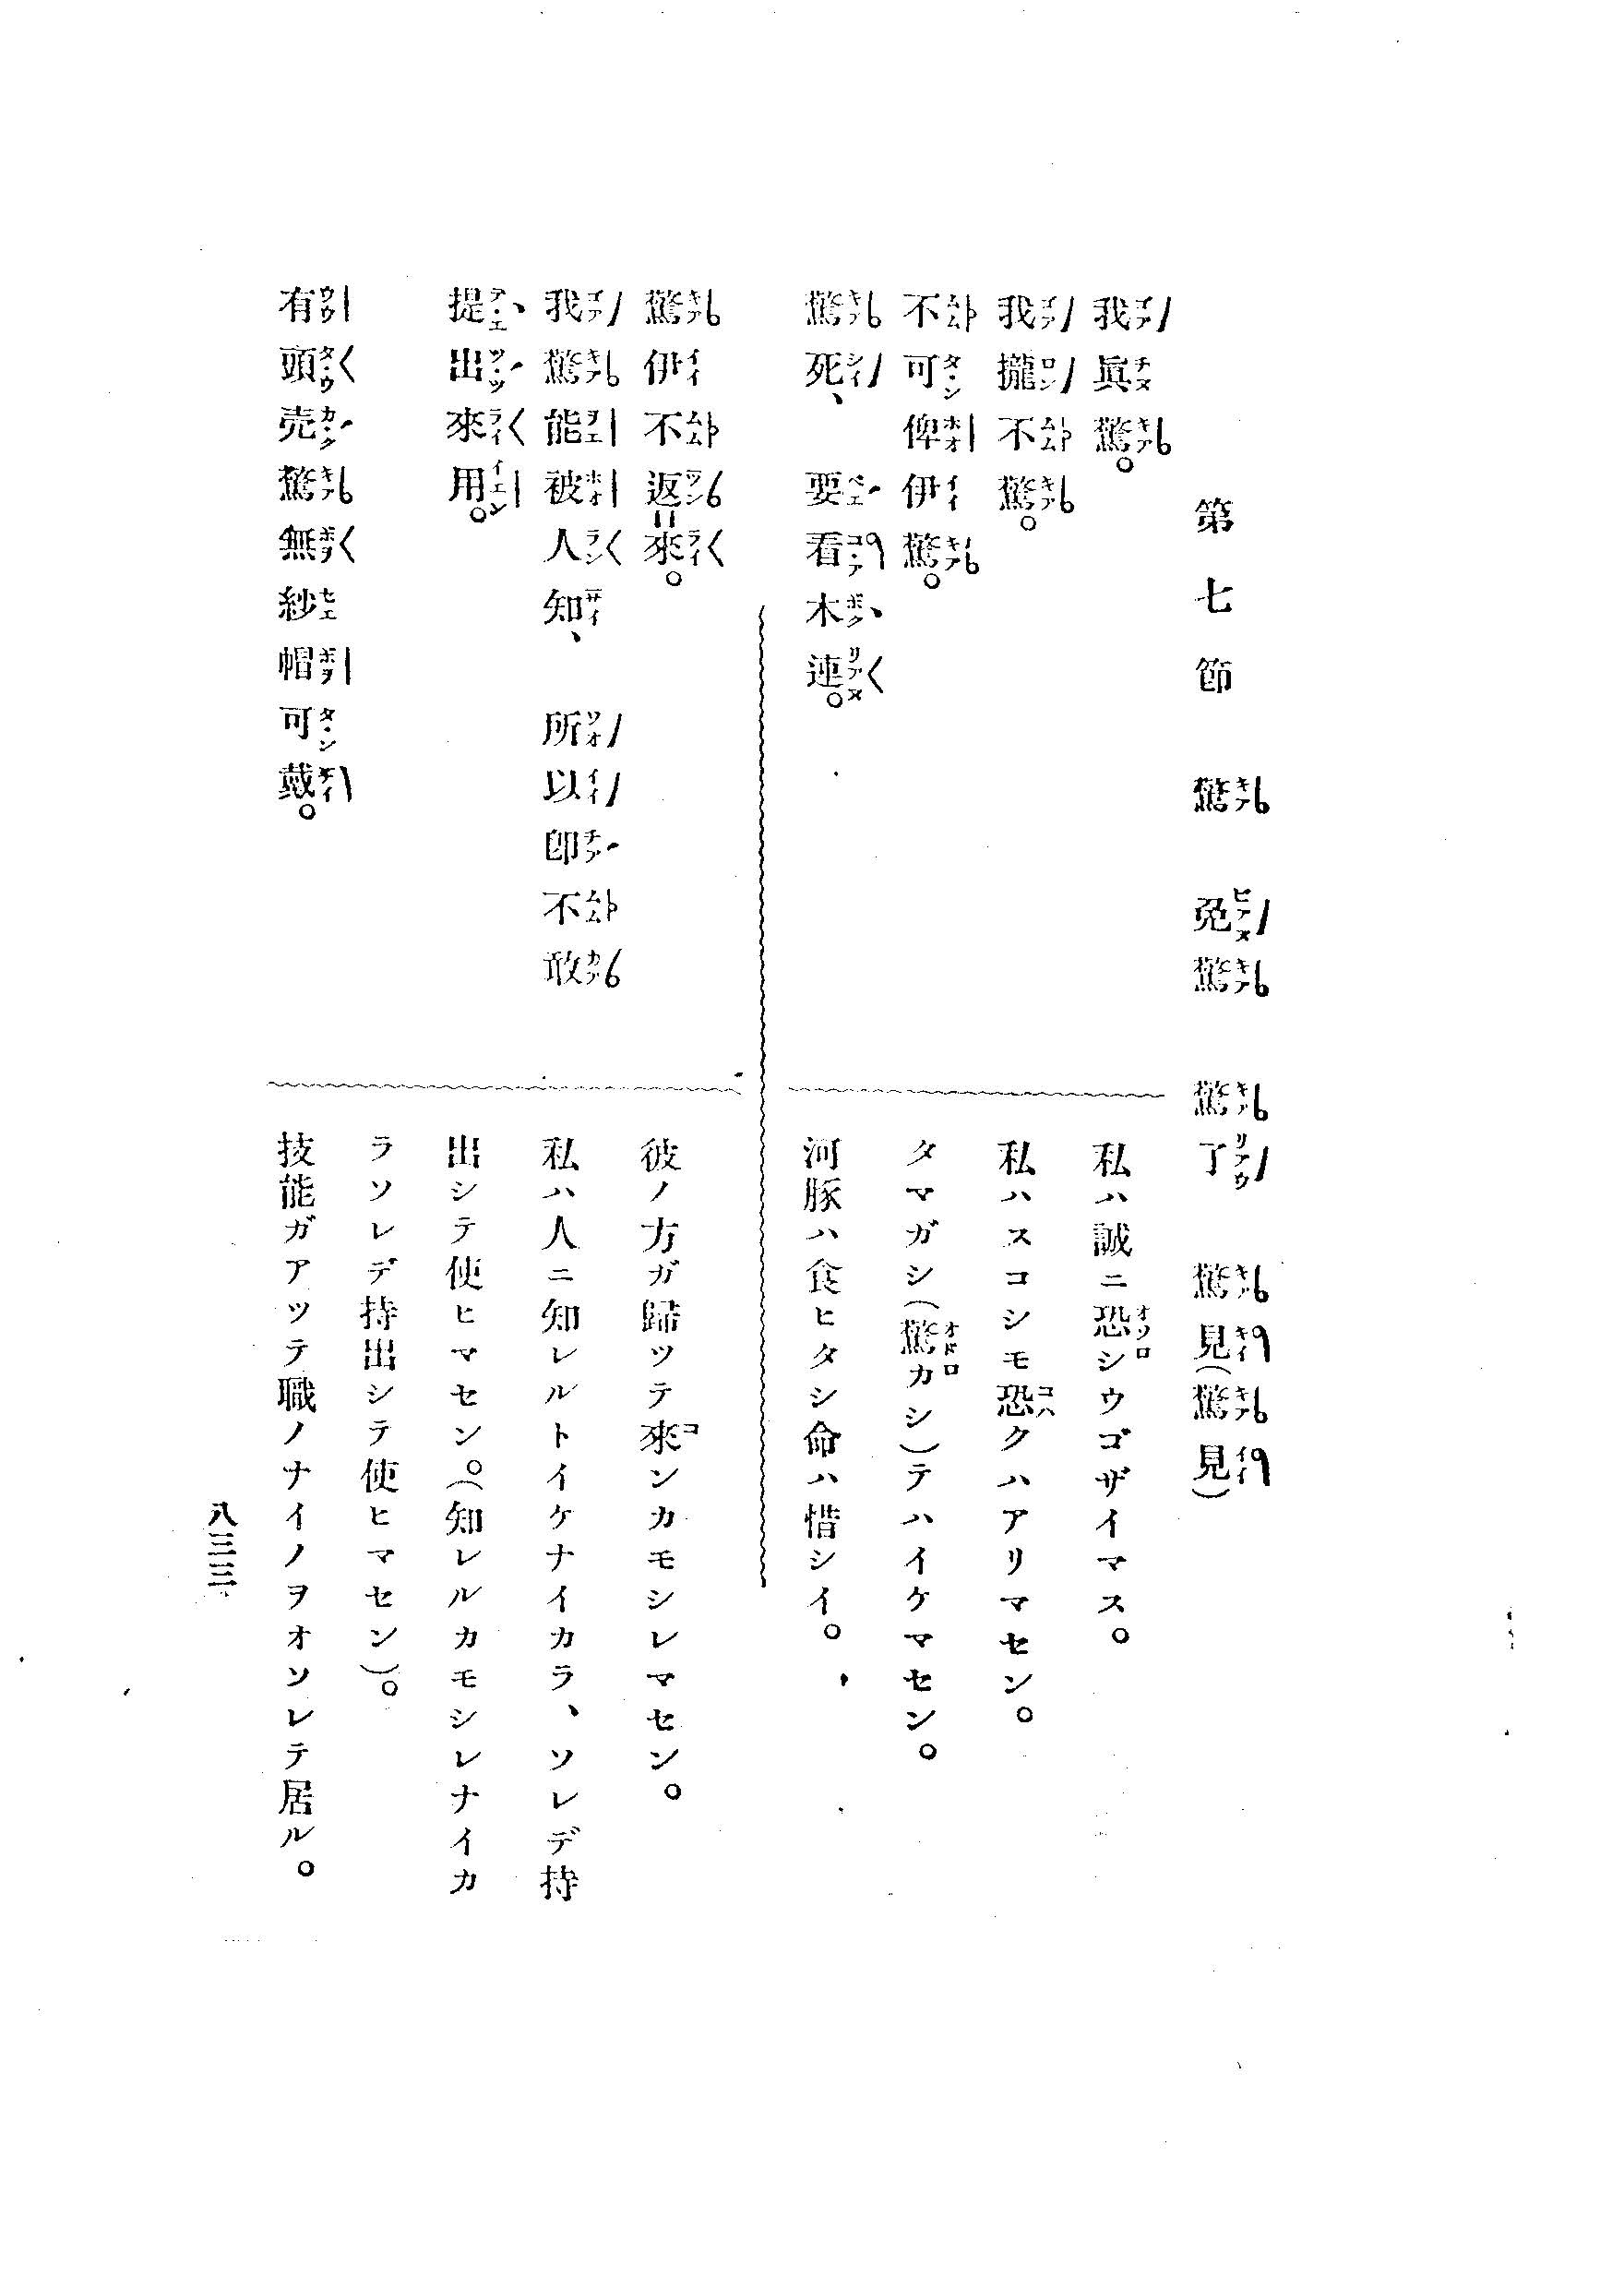 第七節 驚 免驚 驚了 驚見(驚見)
我眞驚。
私ハ誠ニ恐シウゴザイマス。
我攏不驚。
私ハスコシモ恐クハアリマセン。
不可俾伊驚。
タマガシ(驚カシ)テハイケマセン。
驚死、要看木連。
河豚ハ食ヒタシ命ハ惜シイ。
驚伊不返=來。
彼ノ方ガ歸ツテ來ンカモシレマセン。
我驚能被人知、所以卽不敢
提出來用。
私ハ人ニ知レルトイケナイカラ、ソレデ持
出シテ使ヒマセン。(知レルカモシレナイカ
ラソレデ持出シテ使ヒマセン)。
有頭売驚無紗帽可戴。
技能ガアツテ職ノナイノヲオソレテ居ル。
八三三